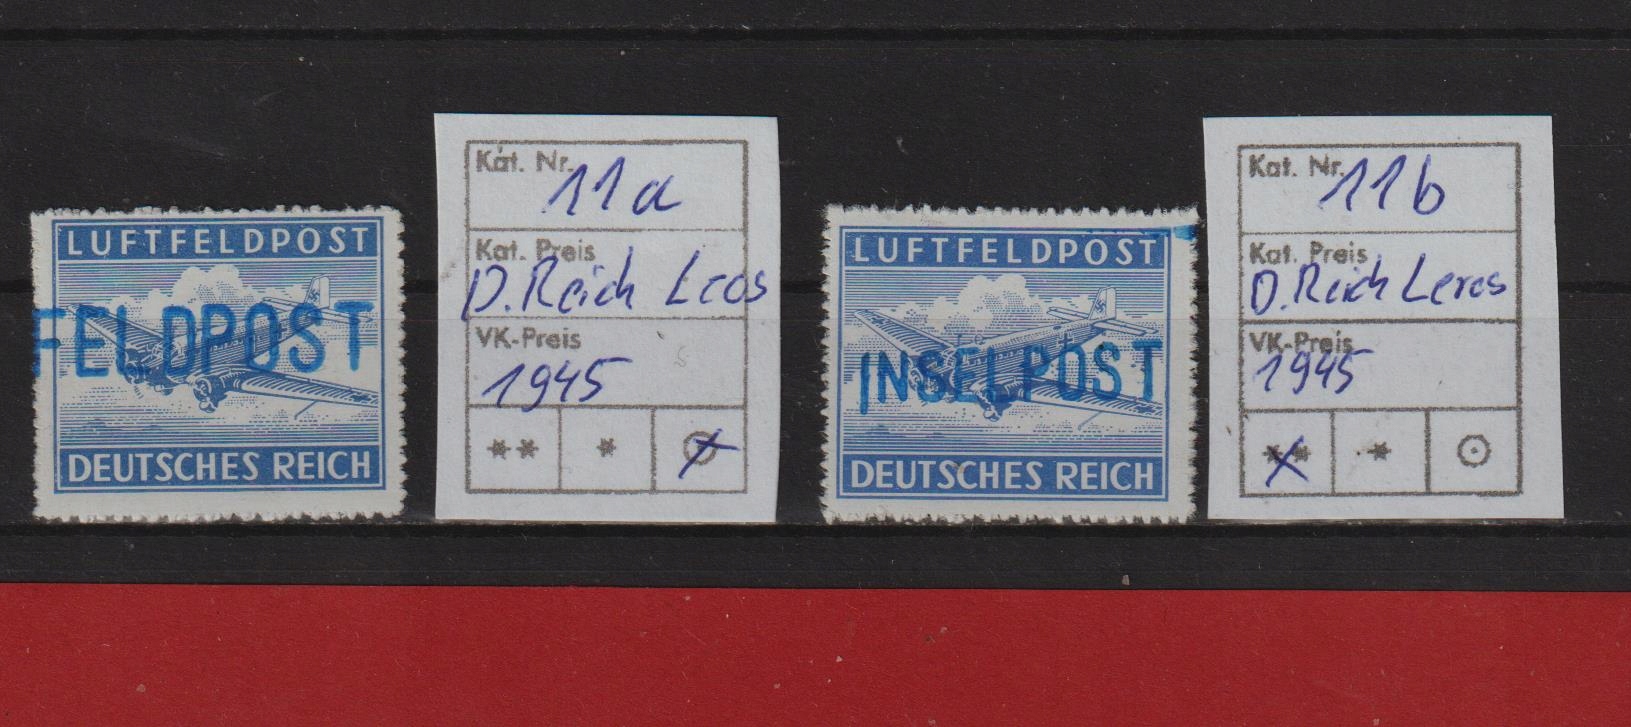 LUFTFELDPOST
FELDPOST
DEUTSCHES REICH
Kat. Nr. 11a
Kat. Preis
D. Reich Leos
VK-Preis
1945
** * ⊙
LUFTFELDPOST
INSELPOST
DEUTSCHES REICH
Kat. Nr. 11b
Kat. Preis
D. Reich Leros
VK-Preis
1945
** * ⊙